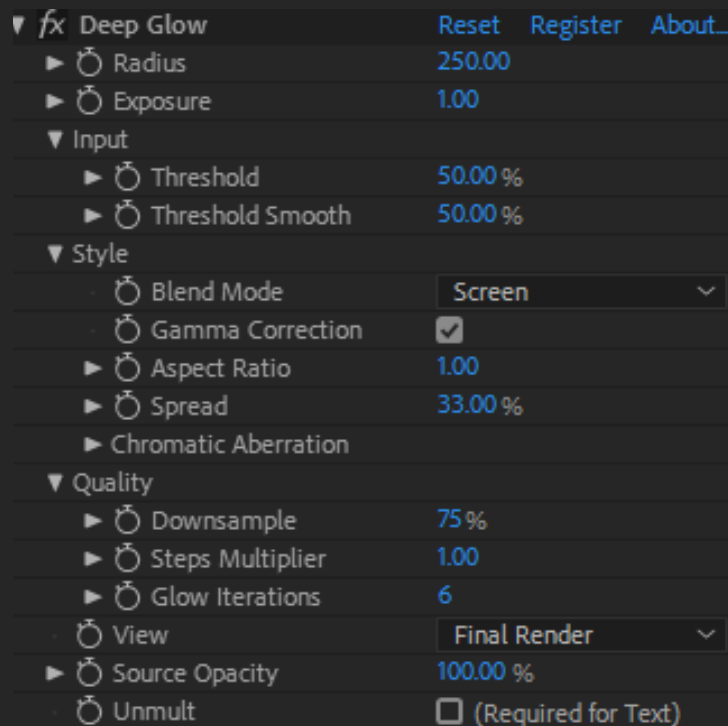 fx Deep Glow Reset Register About...
Radius 250.00
Exposure 1.00
Input
Threshold 50.00 %
Threshold Smooth 50.00 %
Style
Blend Mode Screen
Gamma Correction
Aspect Ratio 1.00
Spread 33.00 %
Chromatic Aberration
Quality
Downsample 75 %
Steps Multiplier 1.00
Glow Iterations 6
View Final Render
Source Opacity 100.00 %
Unmult (Required for Text)